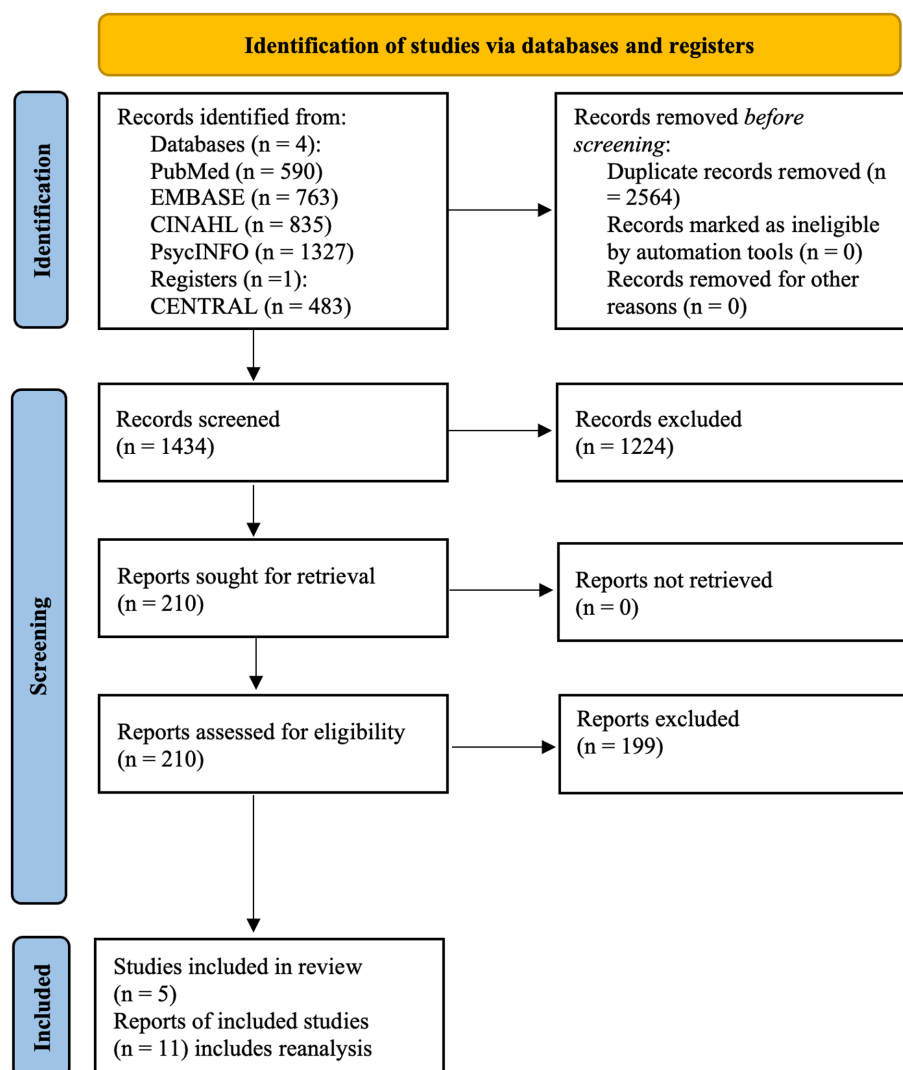 Identification of studies via databases and registers
Identification
Records identified from:
Databases (n = 4):
PubMed (n = 590)
EMBASE (n = 763)
CINAHL (n = 835)
PsycINFO (n = 1327)
Registers (n =1):
CENTRAL (n = 483)
Records removed before
screening:
Duplicate records removed (n
= 2564)
Records marked as ineligible
by automation tools (n = 0)
Records removed for other
reasons (n = 0)
Screening
Records screened
(n = 1434)
Records excluded
(n = 1224)
Reports sought for retrieval
(n = 210)
Reports not retrieved
(n = 0)
Reports assessed for eligibility
(n = 210)
Reports excluded
(n = 199)
Included
Studies included in review
(n = 5)
Reports of included studies
(n = 11) includes reanalysis